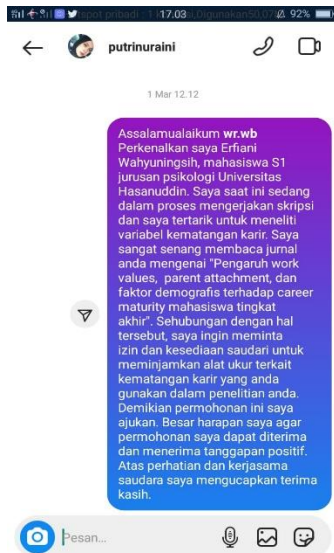 17.03
92%
putrinuraini
1 Mar 12.12
Assalamualaikum wr.wb
Perkenalkan saya Erfiani
Wahyuningsih, mahasiswa S1
jurusan psikologi Universitas
Hasanuddin. Saya saat ini sedang
dalam proses mengerjakan skripsi
dan saya tertarik untuk meneliti
variabel kematangan karir. Saya
sangat senang membaca jurnal
anda mengenai "Pengaruh work
values, parent attachment, dan
faktor demografis terhadap career
maturity mahasiswa tingkat
akhir". Sehubungan dengan hal
tersebut, saya ingin meminta
izin dan kesediaan saudari untuk
meminjamkan alat ukur terkait
kematangan karir yang anda
gunakan dalam penelitian anda.
Demikian permohonan ini saya
ajukan. Besar harapan saya agar
permohonan saya dapat diterima
dan menerima tanggapan positif.
Atas perhatian dan kerjasama
saudara saya mengucapkan terima
kasih.
Pesan...